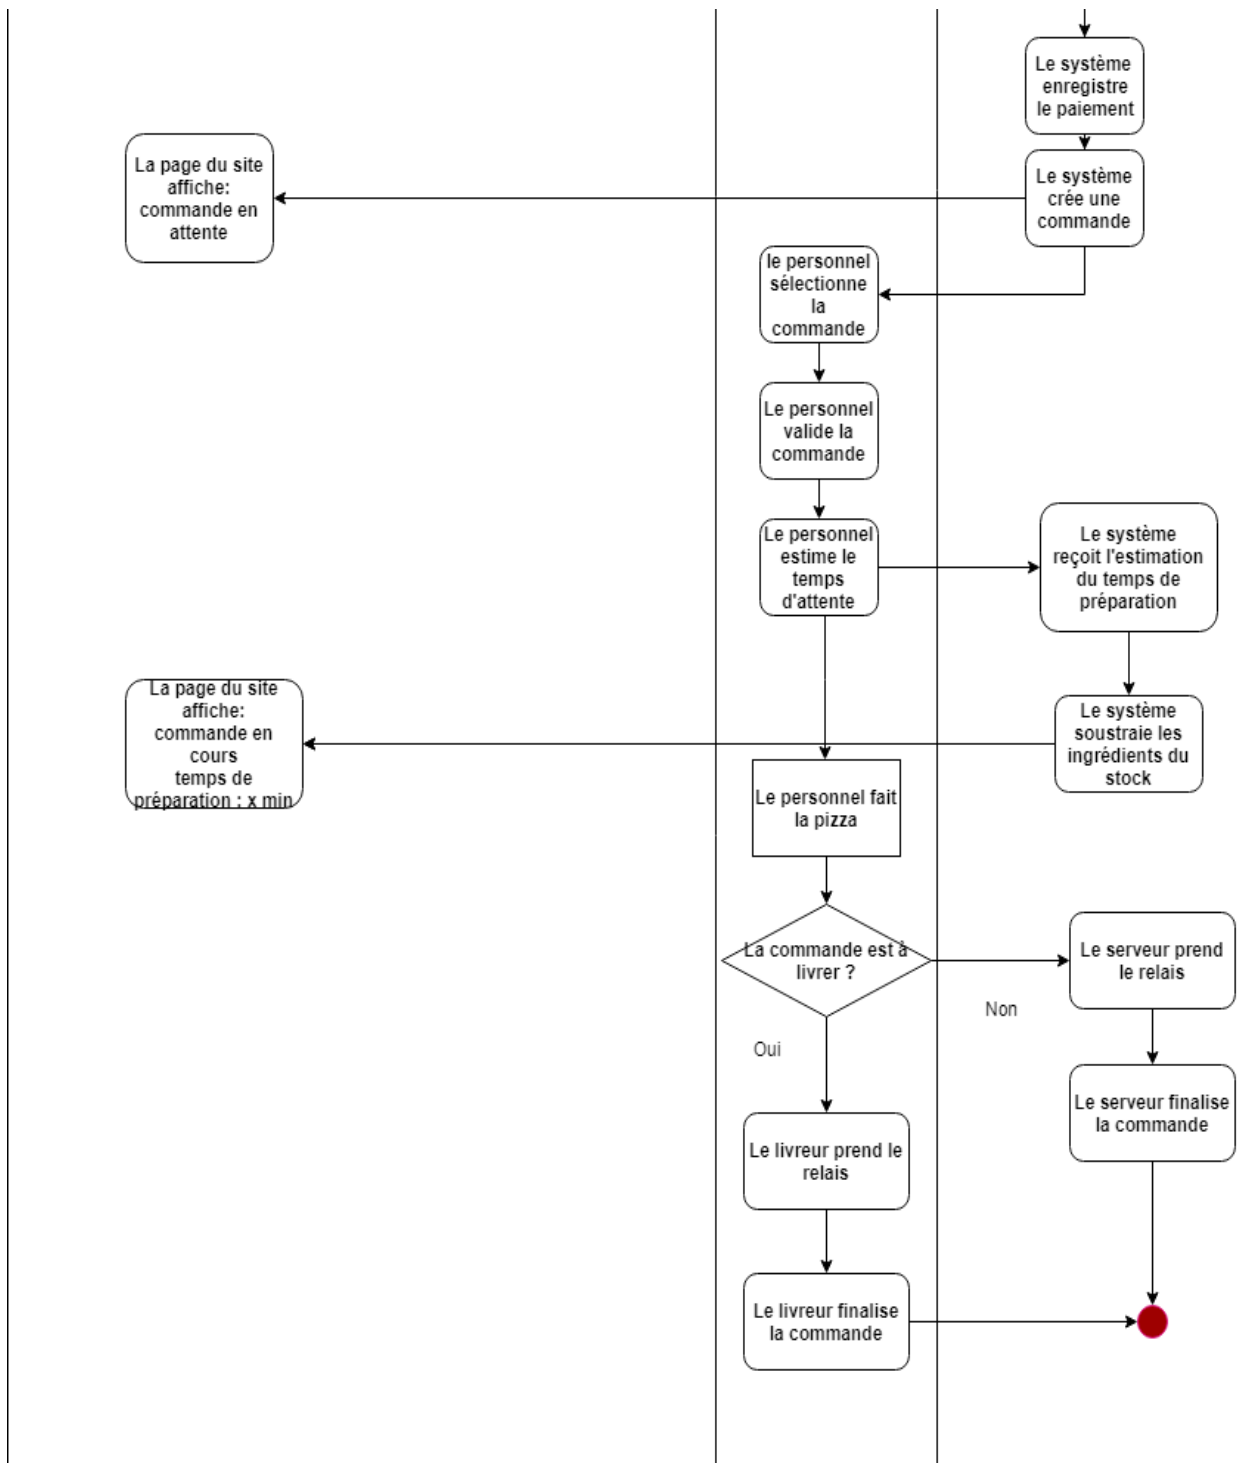 Le système
enregistre
le paiement
La page du site
affiche:
commande en
attente
Le système
crée une
commande
le personnel
sélectionne
la
commande
Le personnel
valide la
commande
Le personnel
estime le
temps
d'attente
Le système
reçoit l'estimation
du temps de
préparation
La page du site
affiche:
commande en
cours
temps de
préparation : x min
Le système
soustraie les
ingrédients du
stock
Le personnel fait
la pizza
La commande est à
livrer ?
Le serveur prend
le relais
Non
Oui
Le serveur finalise
la commande
Le livreur prend le
relais
Le livreur finalise
la commande